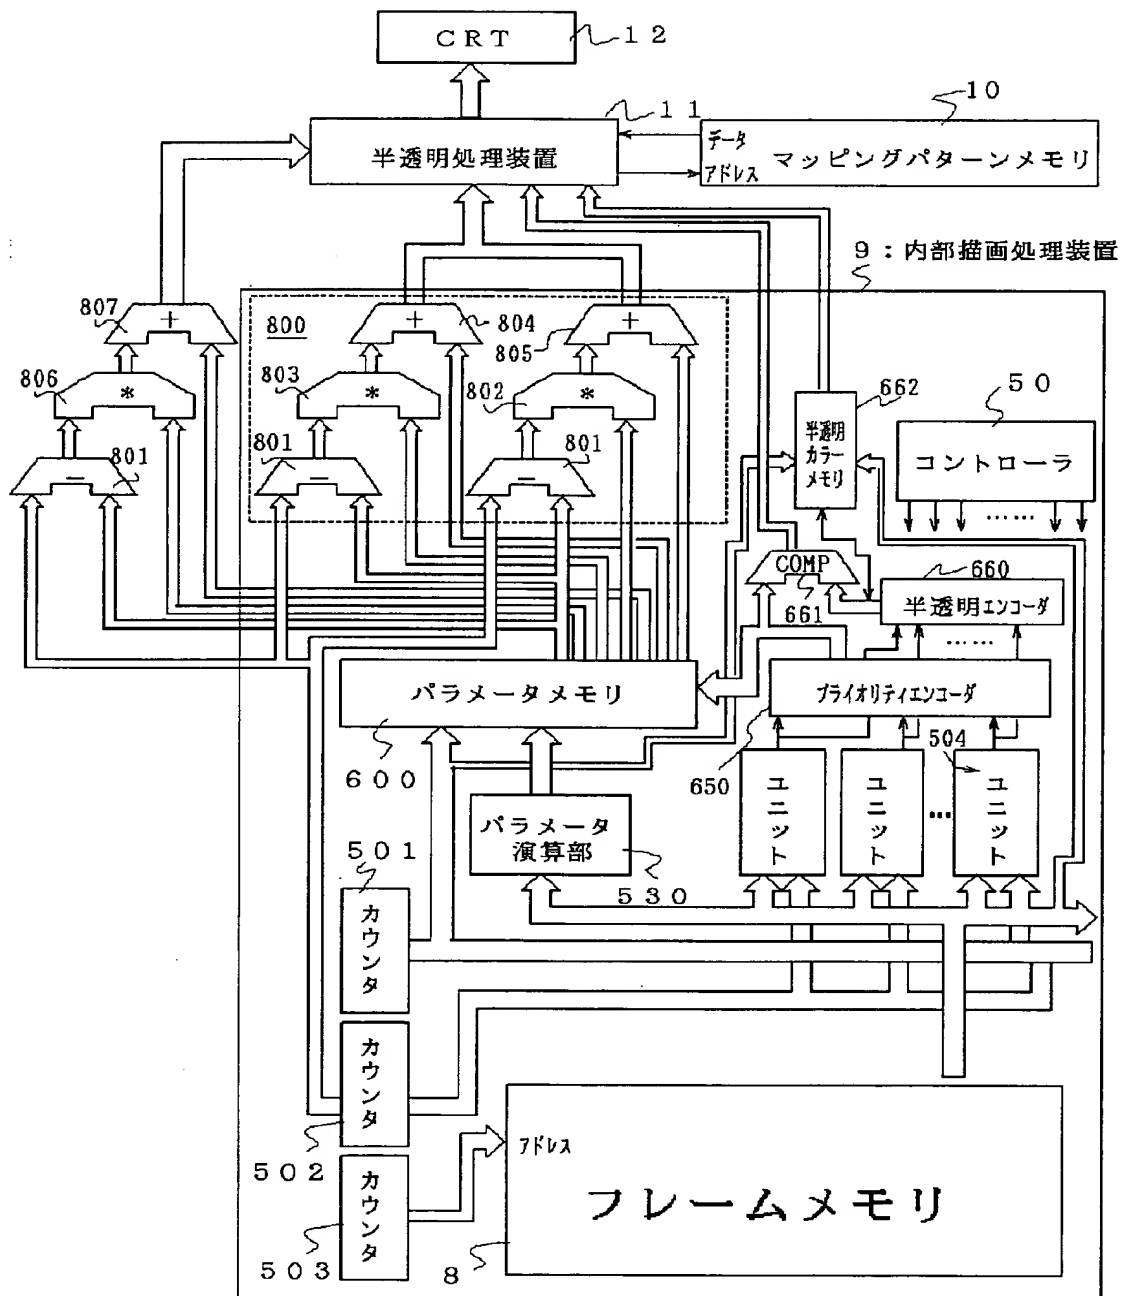 CRT
12
11
半透明処理装置
10
データ
アドレス
マッピングパターンメモリ
9：内部描画処理装置
807
+
800
+
804
+
805
806
*
803
*
802
*
662
半透明
カラー
メモリ
50
コントローラ
……
801
−
801
−
801
−
COMP
661
660
半透明エンコーダ
……
パラメータメモリ
600
プライオリティエンコーダ
650
504
ユニット
ユニット
…
ユニット
パラメータ
演算部
530
501
カウンタ
カウンタ
502
カウンタ
503
アドレス
フレームメモリ
8